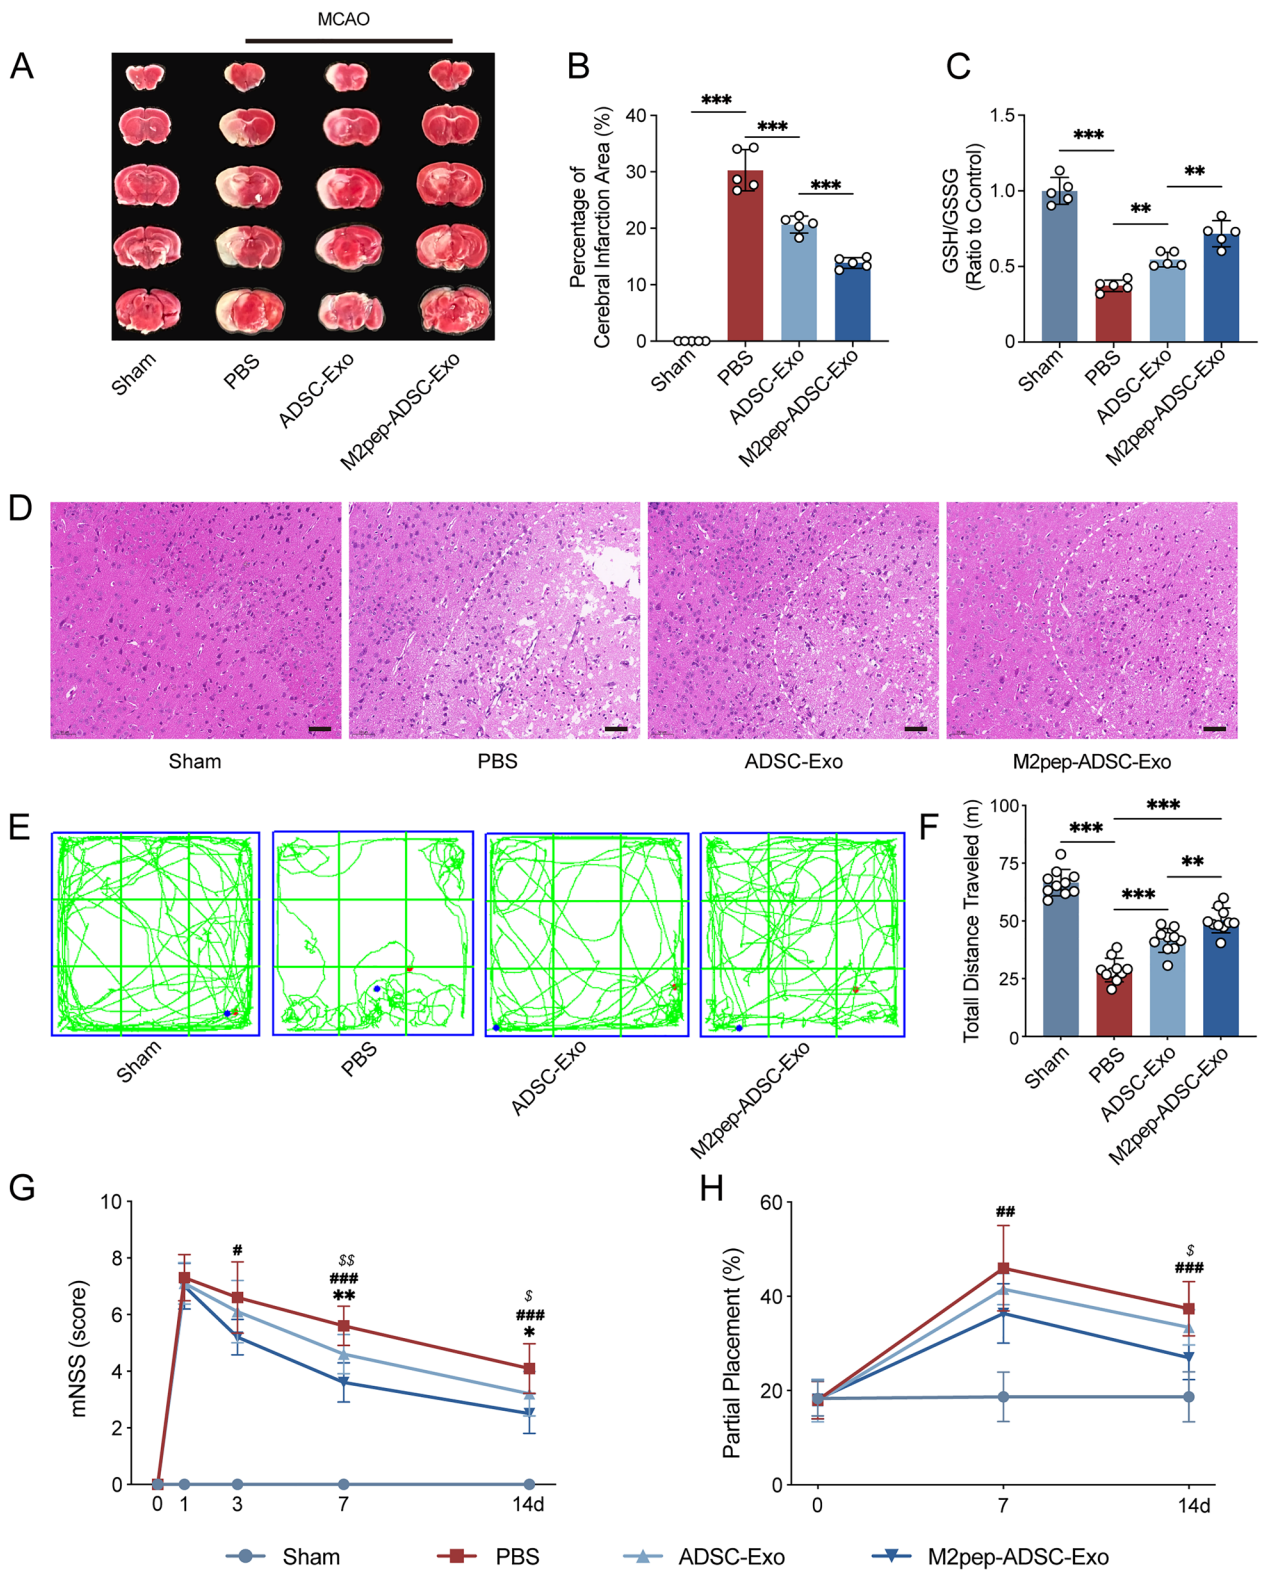 MCAO
A
Sham
PBS
ADSC-Exo
M2pep-ADSC-Exo
B
Percentage of
Cerebral Infarction Area (%)
40
30
20
10
0
***
***
***
Sham
PBS
ADSC-Exo
M2pep-ADSC-Exo
C
GSH/GSSG
(Ratio to Control)
1.5
1.0
0.5
0
***
**
**
Sham
PBS
ADSC-Exo
M2pep-ADSC-Exo
D
Sham
PBS
ADSC-Exo
M2pep-ADSC-Exo
E
Sham
PBS
ADSC-Exo
M2pep-ADSC-Exo
F
Totall Distance Traveled (m)
100
75
50
25
0
***
***
***
**
Sham
PBS
ADSC-Exo
M2pep-ADSC-Exo
G
mNSS (score)
10
8
6
4
2
0
#
$$
###
**
$
###
*
0 1 3 7 14d
H
Partial Placement (%)
60
40
20
0
##
$
###
0 7 14d
Sham PBS ADSC-Exo M2pep-ADSC-Exo